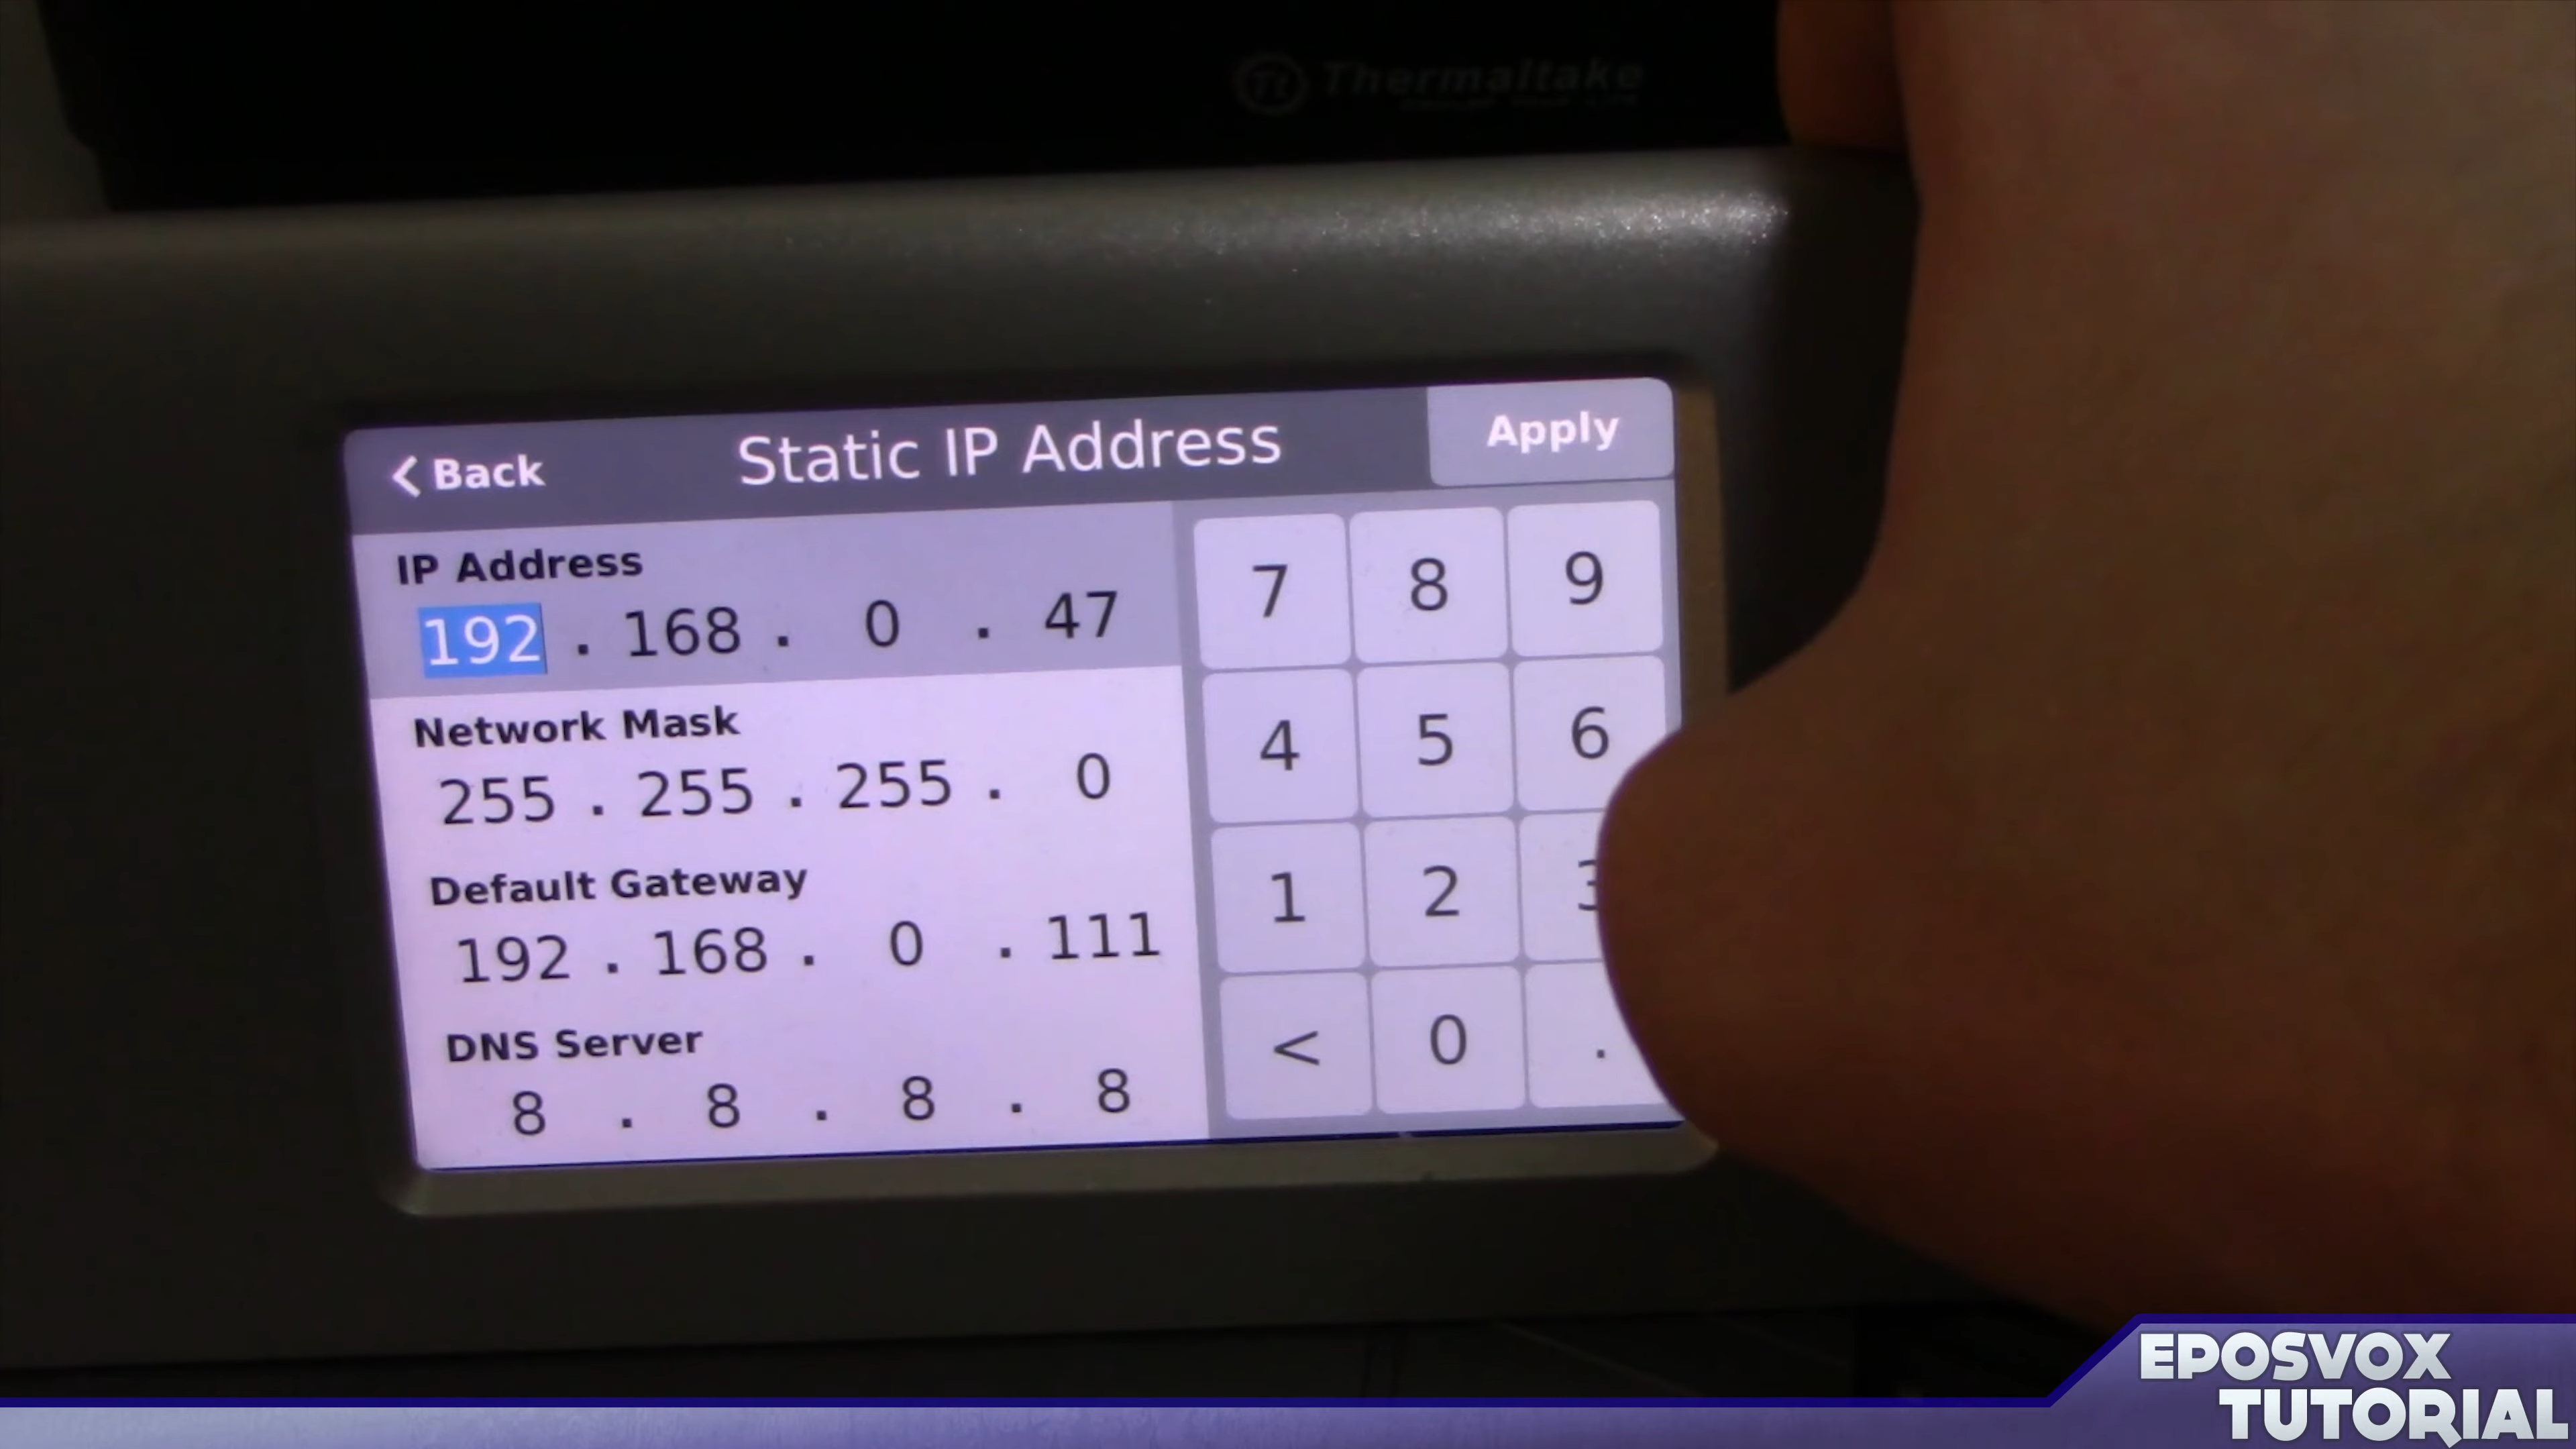 Thermaltake
< Back
Static IP Address
Apply
IP Address
192 . 168 . 0 . 47
Network Mask
255 . 255 . 255 . 0
Default Gateway
192 . 168 . 0 . 111
DNS Server
8 . 8 . 8 . 8
7 8 9
4 5 6
1 2 3
< 0 .
EPOSVOX
TUTORIAL